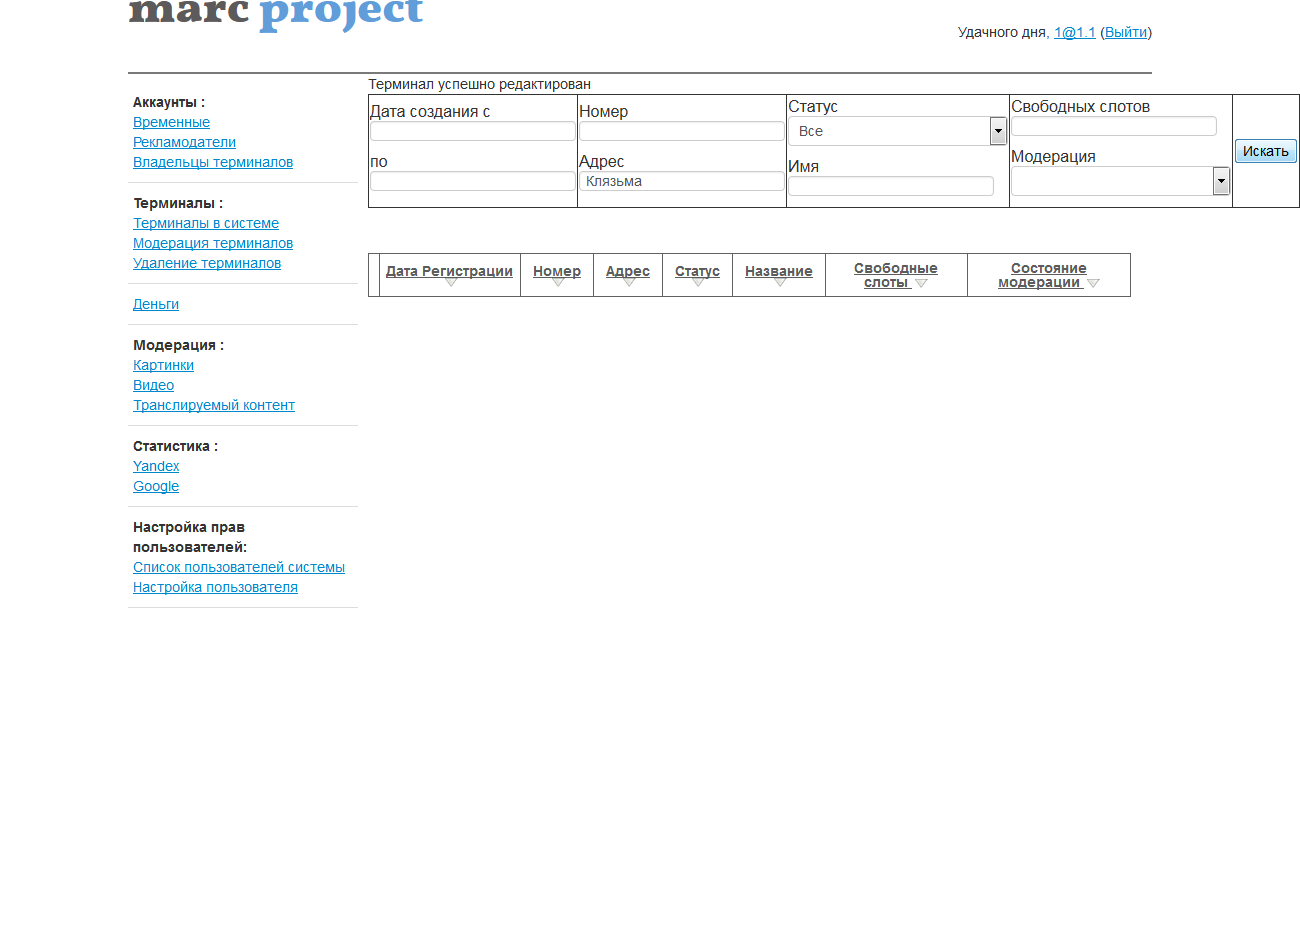 marc project
Удачного дня, 1@1.1 (Выйти)
Аккаунты :
Временные
Рекламодатели
Владельцы терминалов
Терминалы :
Терминалы в системе
Модерация терминалов
Удаление терминалов
Деньги
Модерация :
Картинки
Видео
Транслируемый контент
Статистика :
Yandex
Google
Настройка прав
пользователей:
Список пользователей системы
Настройка пользователя
Терминал успешно редактирован
Дата создания с
по
Номер
Адрес
Клязьма
Статус
Все
Имя
Свободных слотов
Модерация
Искать
Дата Регистрации
Номер
Адрес
Статус
Название
Свободные
слоты
Состояние
модерации